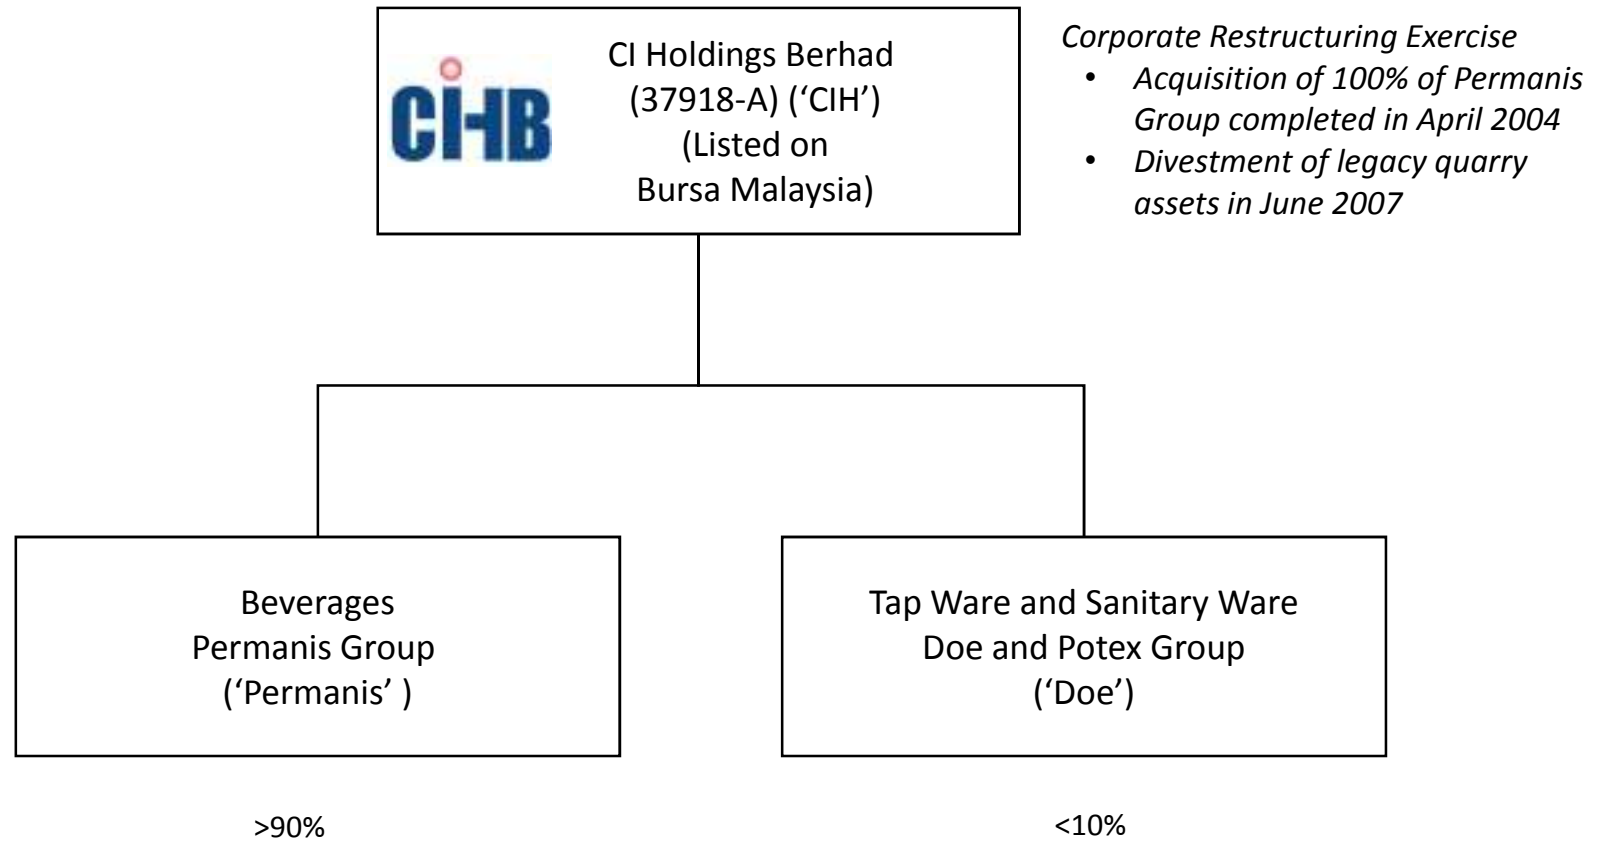 CIHB
CI Holdings Berhad
(37918-A) (‘CIH’)
(Listed on
Bursa Malaysia)
Corporate Restructuring Exercise
• Acquisition of 100% of Permanis
Group completed in April 2004
• Divestment of legacy quarry
assets in June 2007
Beverages
Permanis Group
(‘Permanis’ )
Tap Ware and Sanitary Ware
Doe and Potex Group
(‘Doe’)
>90%
<10%